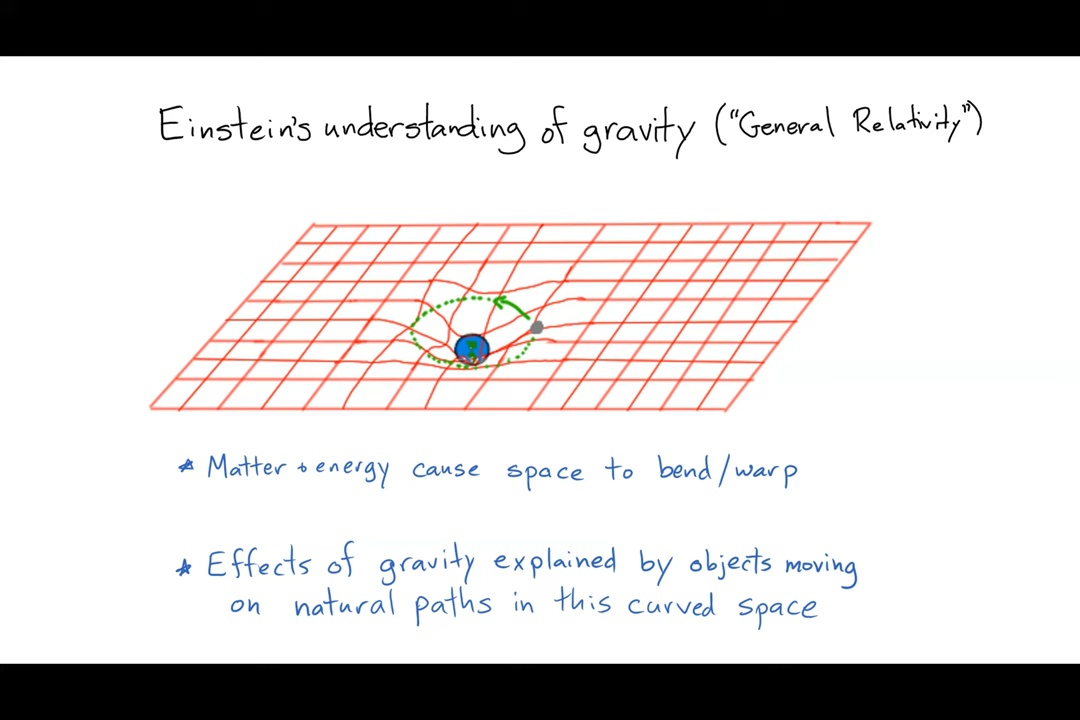 Einstein's understanding of gravity ("General Relativity")
* Matter + energy cause space to bend/warp
* Effects of gravity explained by objects moving
on natural paths in this curved space